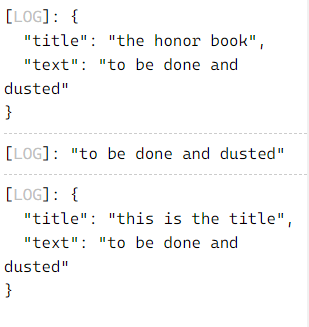 [LOG]: {
  "title": "the honor book",
  "text": "to be done and
dusted"
}
[LOG]: "to be done and dusted"
[LOG]: {
  "title": "this is the title",
  "text": "to be done and
dusted"
}